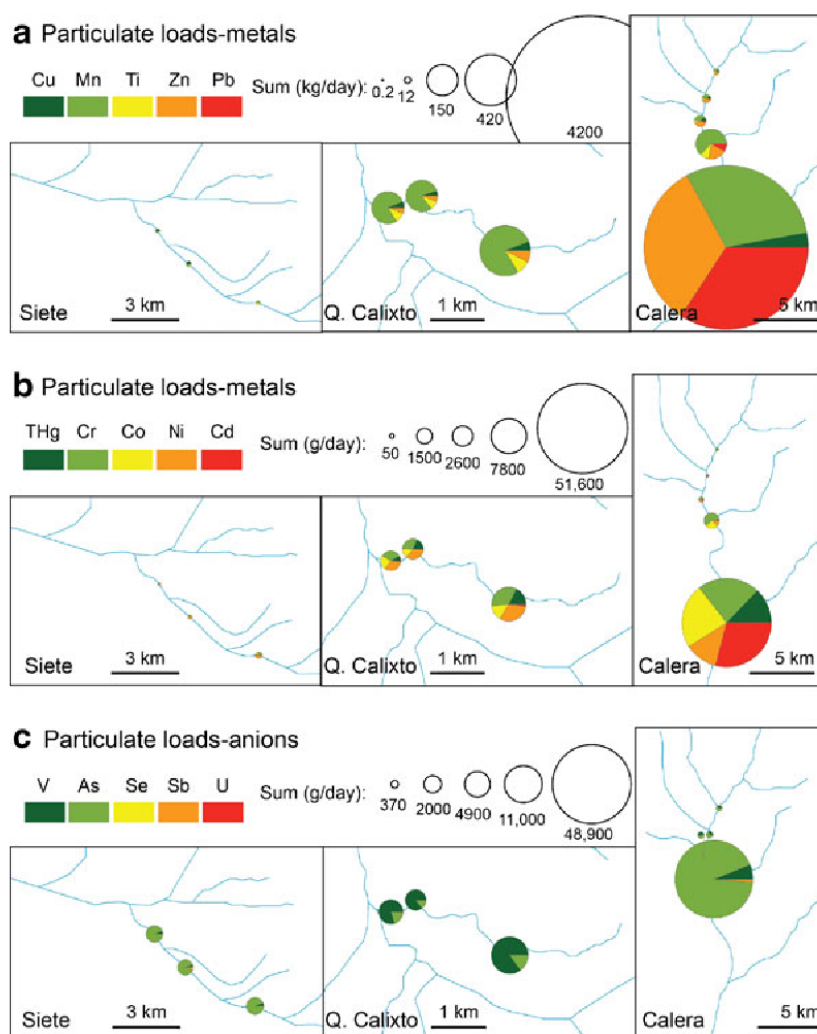 a Particulate loads-metals
Cu Mn Ti Zn Pb
Sum (kg/day):
0.2 12 150 420 4200
Siete 3 km
Q. Calixto 1 km
Calera 5 km
b Particulate loads-metals
THg Cr Co Ni Cd
Sum (g/day):
50 1500 2600 7800 51,600
Siete 3 km
Q. Calixto 1 km
Calera 5 km
c Particulate loads-anions
V As Se Sb U
Sum (g/day):
370 2000 4900 11,000 48,900
Siete 3 km
Q. Calixto 1 km
Calera 5 km